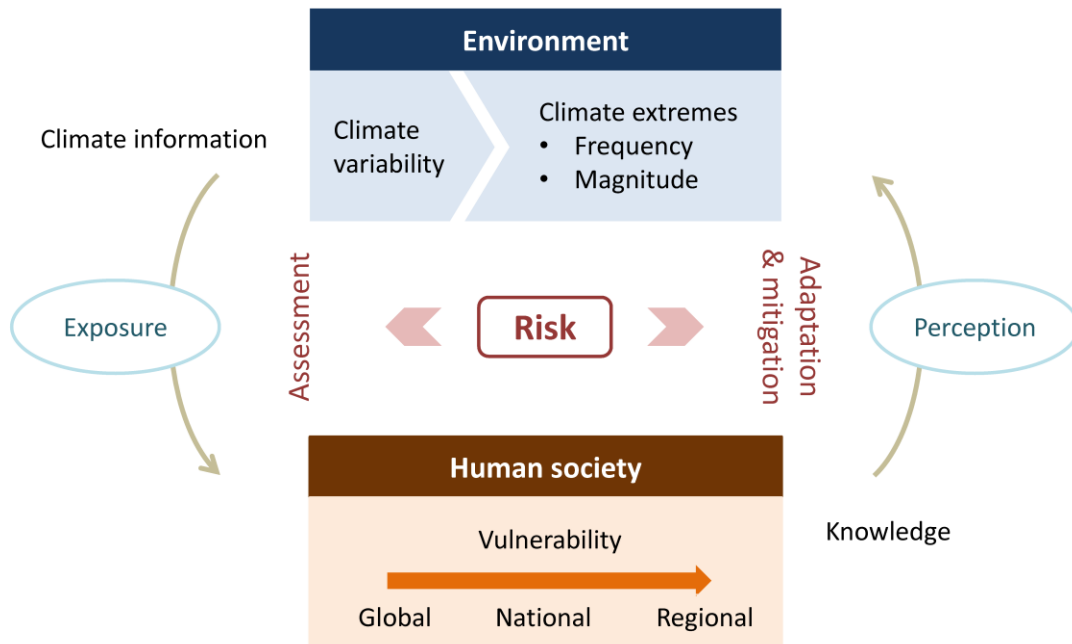 Environment
Climate information
Climate
variability
Climate extremes
• Frequency
• Magnitude
Exposure
Assessment
Risk
Adaptation
& mitigation
Perception
Human society
Vulnerability
Global National Regional
Knowledge